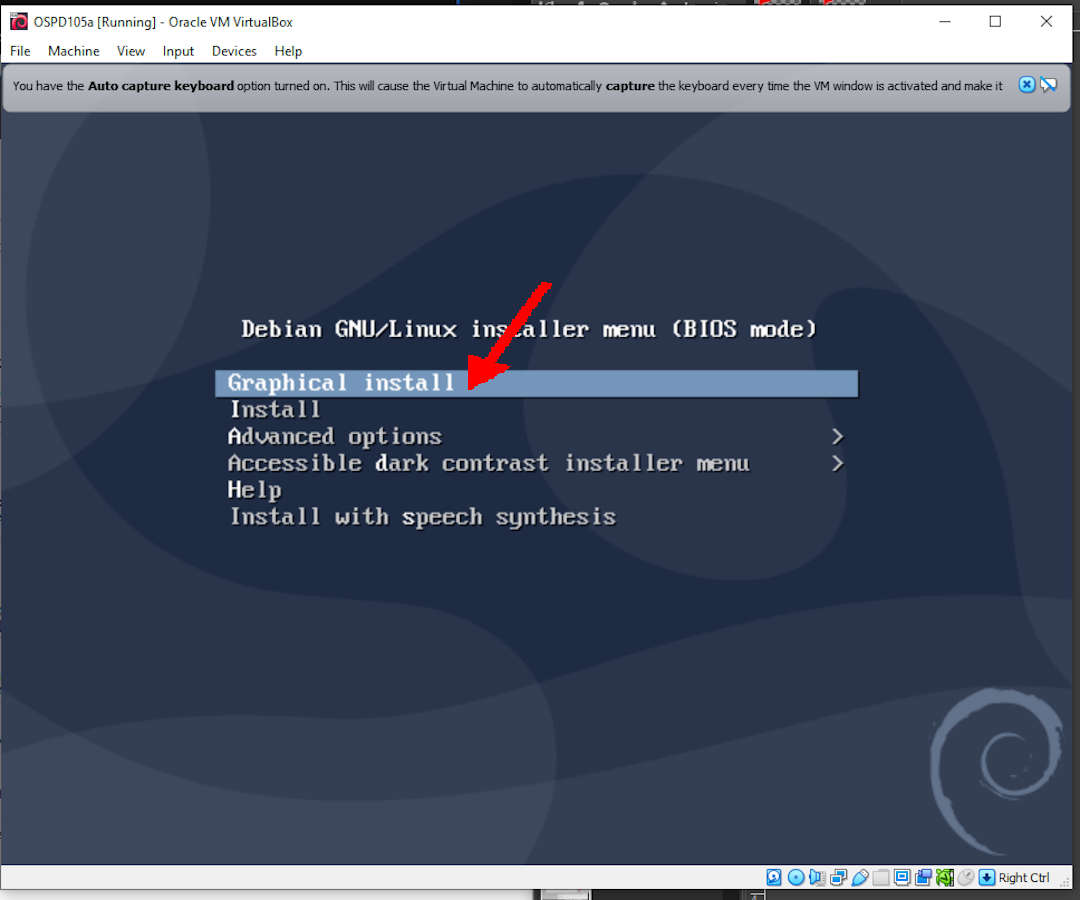 OSPD105a [Running] - Oracle VM VirtualBox
File Machine View Input Devices Help
You have the Auto capture keyboard option turned on. This will cause the Virtual Machine to automatically capture the keyboard every time the VM window is activated and make it
Debian GNU/Linux installer menu (BIOS mode)
Graphical install
Install
Advanced options >
Accessible dark contrast installer menu >
Help
Install with speech synthesis
Right Ctrl